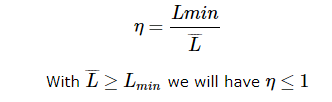 η = Lmin / L̅
With L̅ ≥ Lₘᵢₙ we will have η ≤ 1